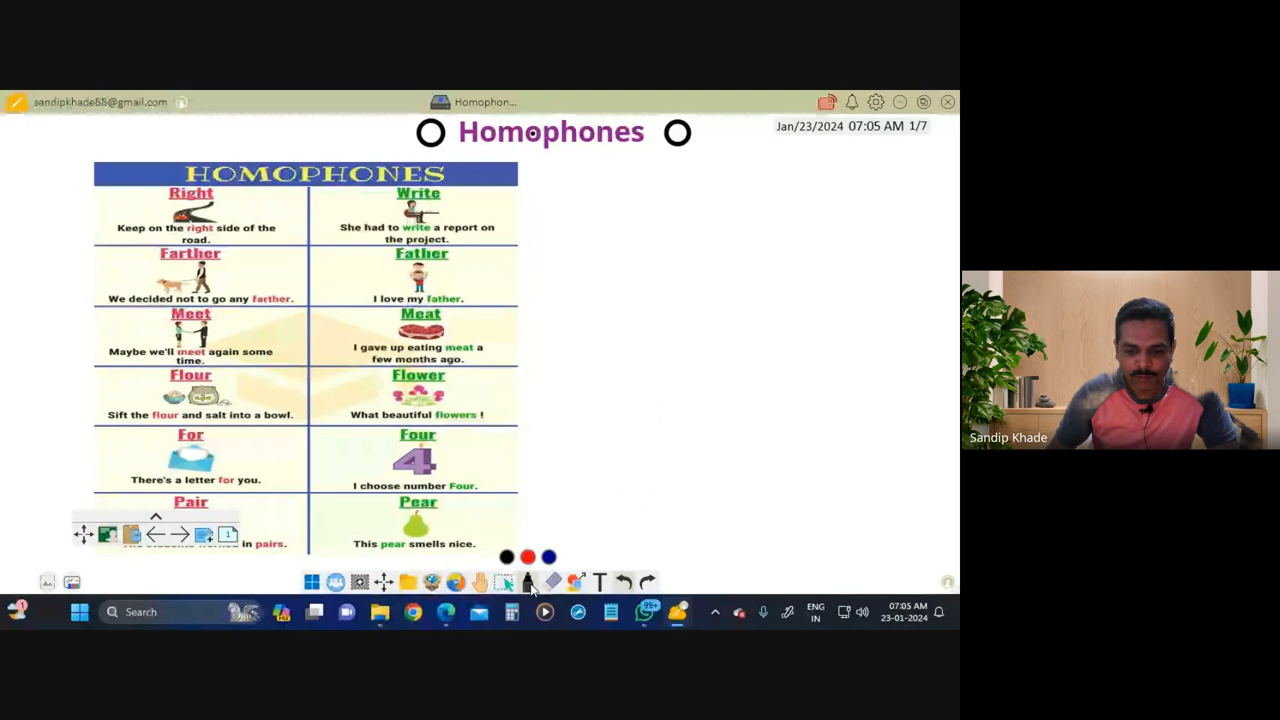 sandipkhade88@gmail.com
Homophon...
Homophones
Jan/23/2024 07:05 AM 1/7
HOMOPHONES
Right
Keep on the right side of the
road.
Write
She had to write a report on
the project.
Farther
We decided not to go any farther.
Father
I love my father.
Meet
Maybe we'll meet again some
time.
Meat
I gave up eating meat a
few months ago.
Flour
Sift the flour and salt into a bowl.
Flower
What beautiful flowers !
For
There's a letter for you.
Four
4
I choose number Four.
Pair
in pairs.
Pear
This pear smells nice.
1
T
Search
99+
ENG
IN
07:05 AM
23-01-2024
Sandip Khade